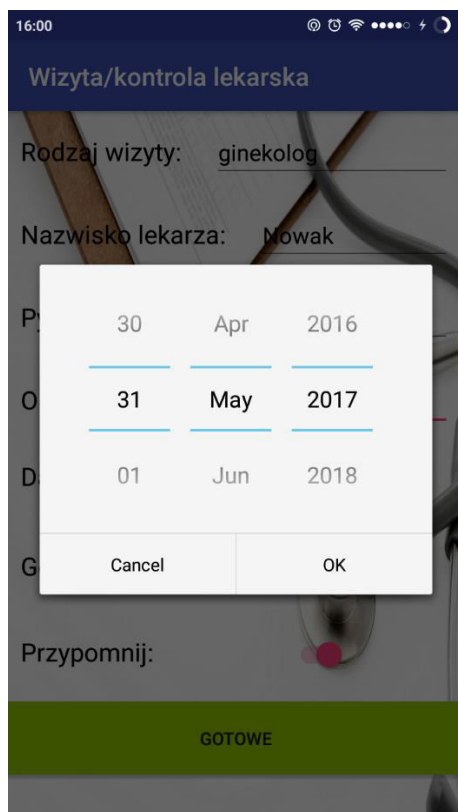 16:00
Wizyta/kontrola lekarska
Rodzaj wizyty: ginekolog
Nazwisko lekarza: Nowak
30 Apr 2016
31 May 2017
01 Jun 2018
Cancel OK
Przypomnij:
GOTOWE